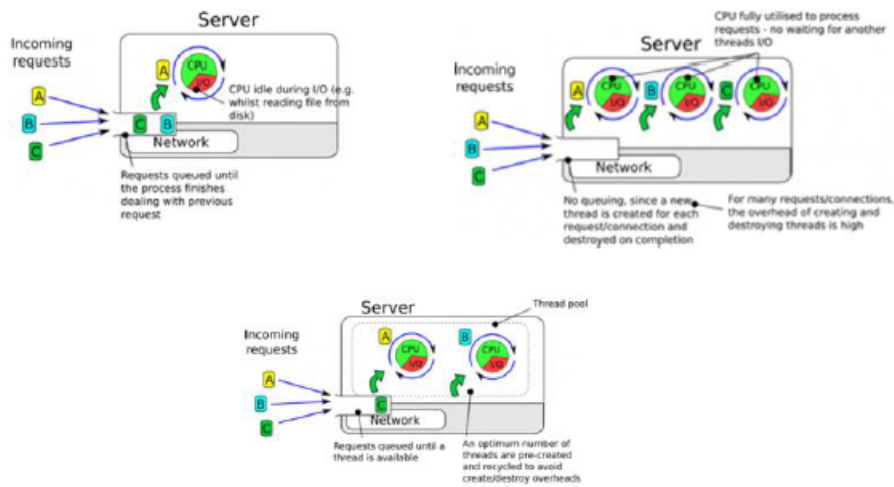 Server
Incoming
requests
A
B
C
A
CPU
I/O
CPU idle during I/O (e.g.
whilst reading file from
disk)
C B
Network
Requests queued until
the process finishes
dealing with previous
request
CPU fully utilised to process
requests - no waiting for another
threads I/O
Server
Incoming
requests
A
B
C
A
CPU
I/O
B
CPU
I/O
C
CPU
I/O
Network
No queuing, since a new
thread is created for each
request/connection and
destroyed on completion
For many requests/connections,
the overhead of creating and
destroying threads is high
Server
Thread pool
Incoming
requests
A
B
C
A
CPU
I/O
B
CPU
I/O
C
Network
Requests queued until a
thread is available
An optimum number of
threads are pre-created
and recycled to avoid
create/destroy overheads